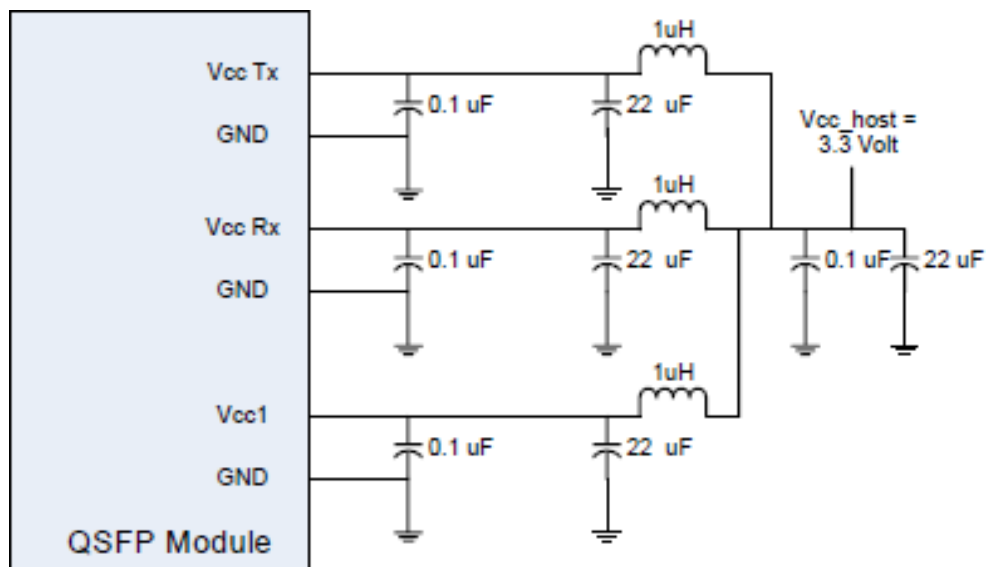 1uH
Vcc Tx
0.1 uF
22 uF
GND
Vcc_host =
3.3 Volt
1uH
Vcc Rx
0.1 uF
22 uF
0.1 uF
22 uF
GND
1uH
Vcc1
0.1 uF
22 uF
GND
QSFP Module